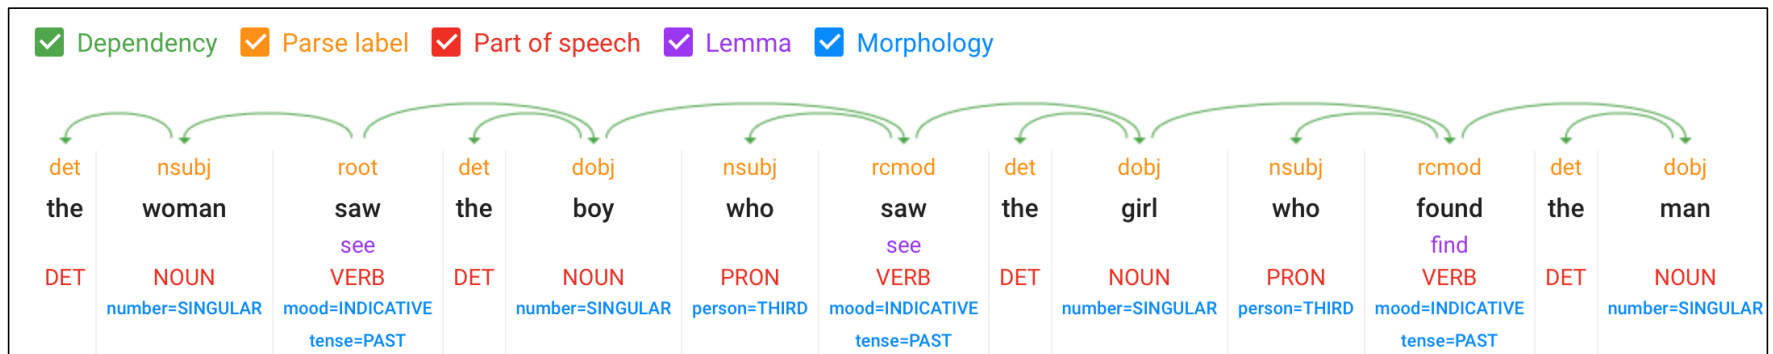 Dependency Parse label Part of speech Lemma Morphology
det nsubj root det dobj nsubj rcmod det dobj nsubj rcmod det dobj
the woman saw the boy who saw the girl who found the man
see see find
DET NOUN VERB DET NOUN PRON VERB DET NOUN PRON VERB DET NOUN
number=SINGULAR mood=INDICATIVE number=SINGULAR person=THIRD mood=INDICATIVE number=SINGULAR person=THIRD mood=INDICATIVE number=SINGULAR
tense=PAST tense=PAST tense=PAST